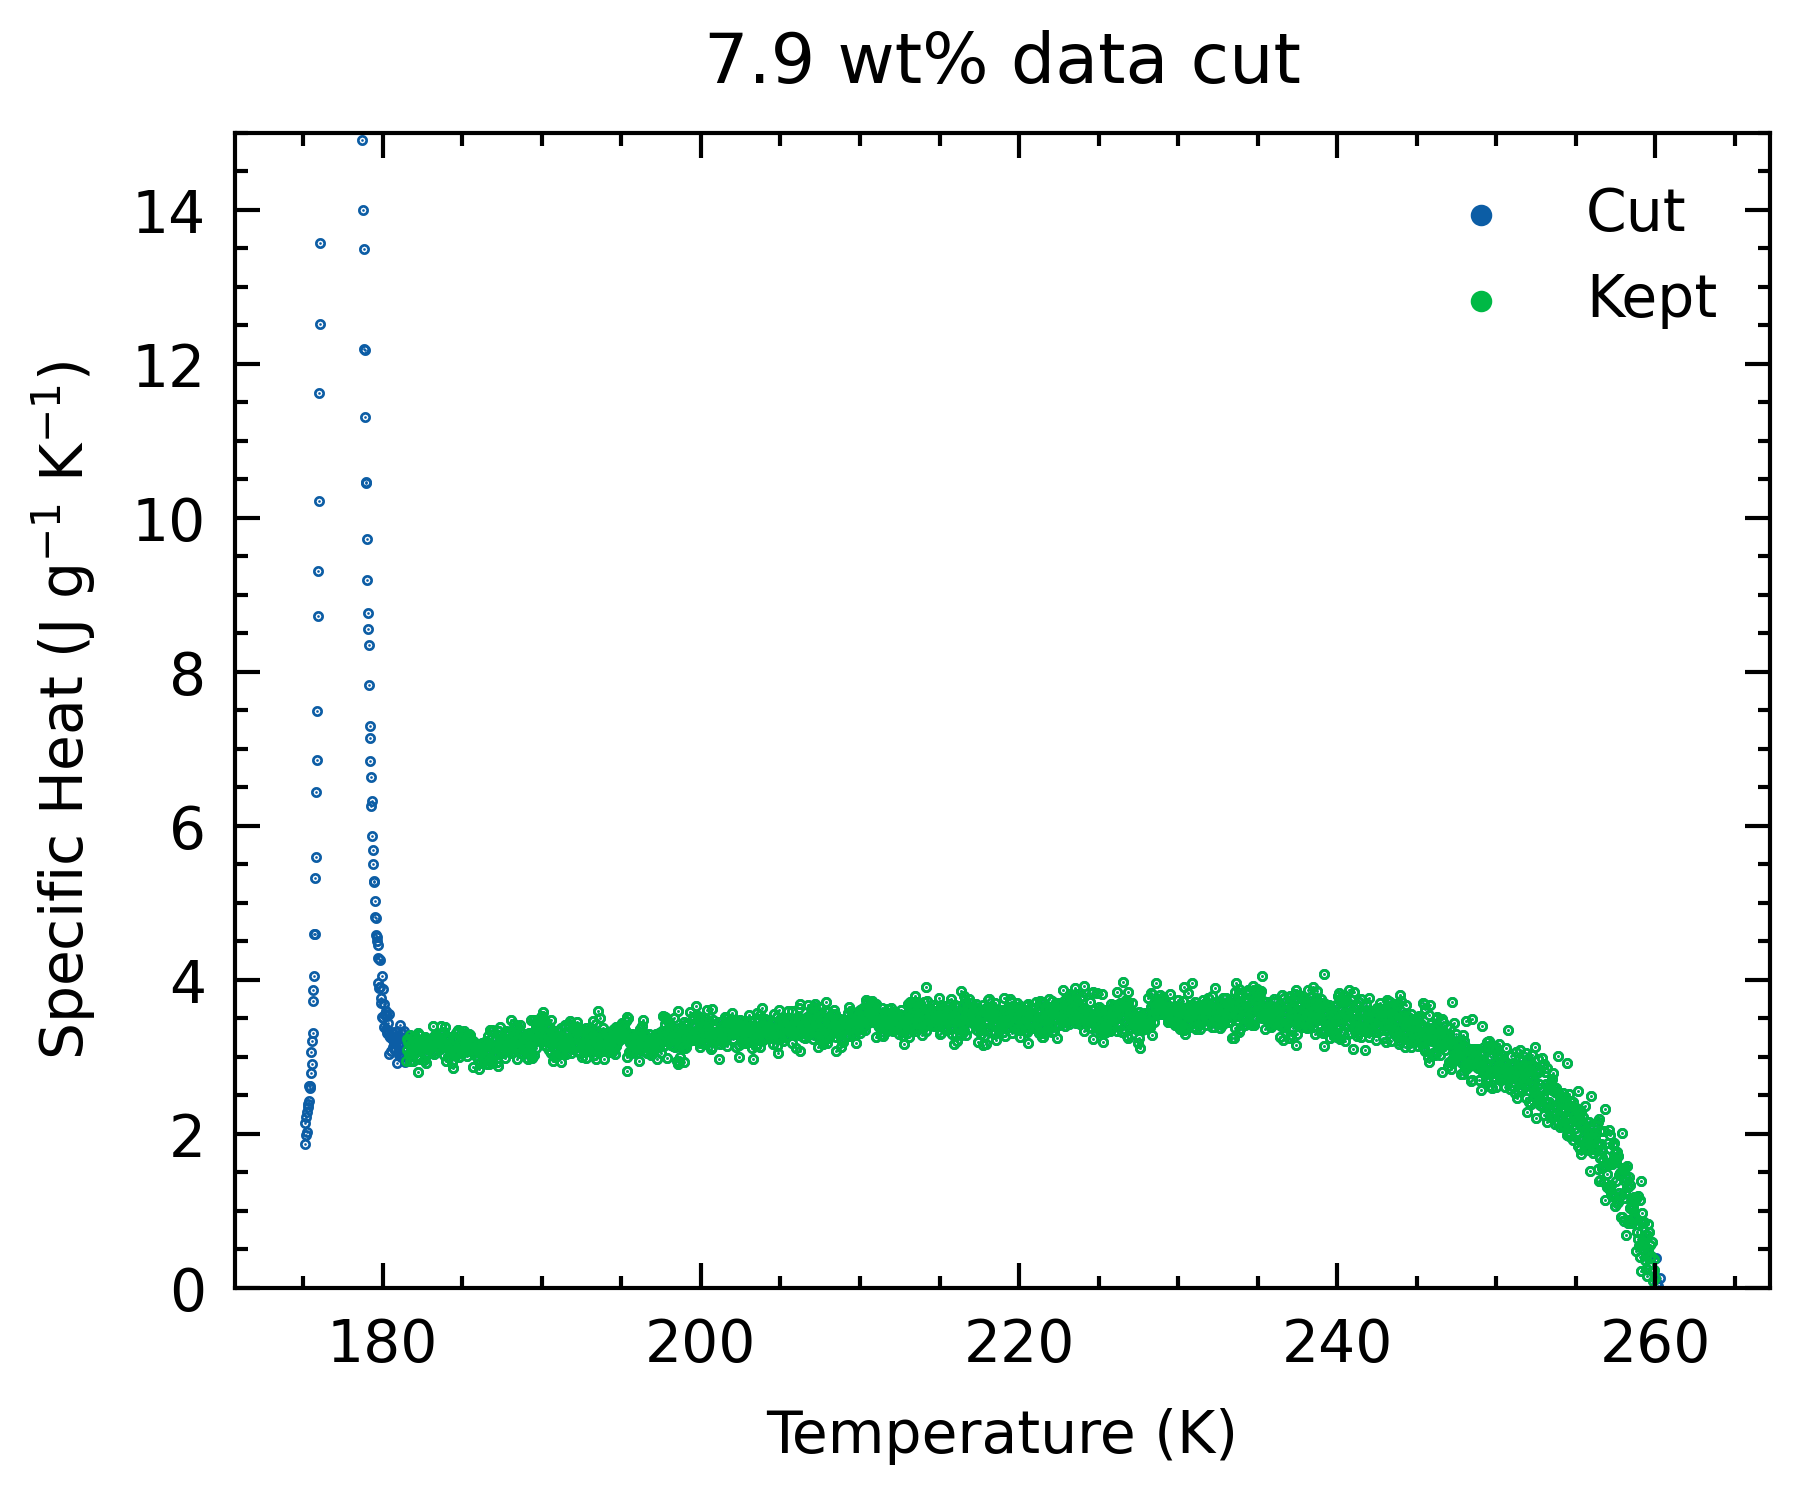 7.9 wt% data cut
Cut
Kept
14
12
10
8
6
4
2
0
Specific Heat (J g⁻¹ K⁻¹)
180 200 220 240 260
Temperature (K)